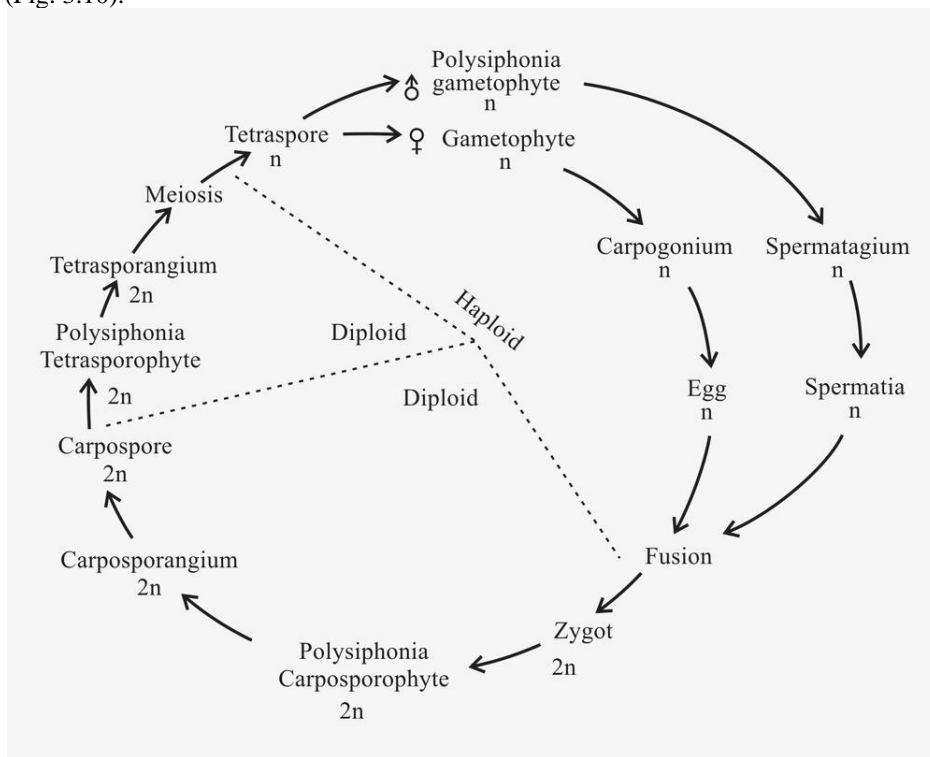 (Fig. 3.10).
Polysiphonia
♂ gametophyte
n
Tetraspore
n
♀ Gametophyte
n
Meiosis
Carpogonium
n
Spermatagium
n
Tetrasporangium
2n
Haploid
Polysiphonia
Tetrasporophyte
2n
Diploid
Diploid
Egg
n
Spermatia
n
Carpospore
2n
Fusion
Carposporangium
2n
Zygot
2n
Polysiphonia
Carposporophyte
2n